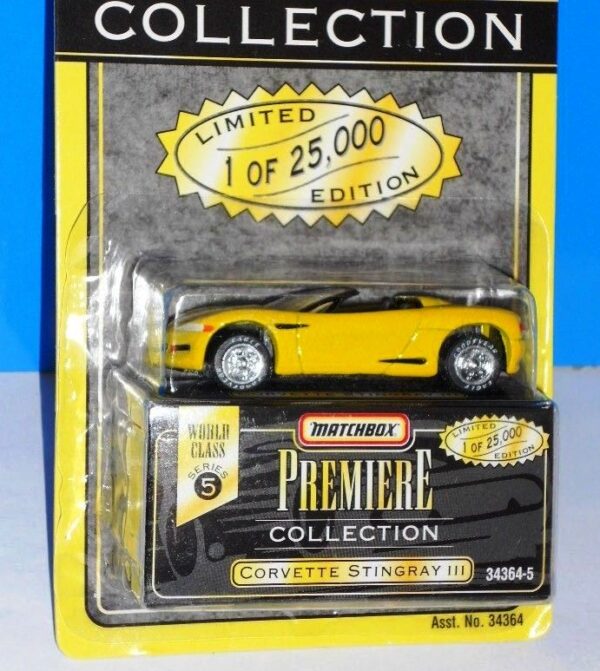 COLLECTION
LIMITED
1 OF 25,000
EDITION
WORLD
CLASS
SERIES
5
MATCHBOX
LIMITED
1 OF 25,000
EDITION
PREMIERE
COLLECTION
CORVETTE STINGRAY III
34364-5
Asst. No. 34364